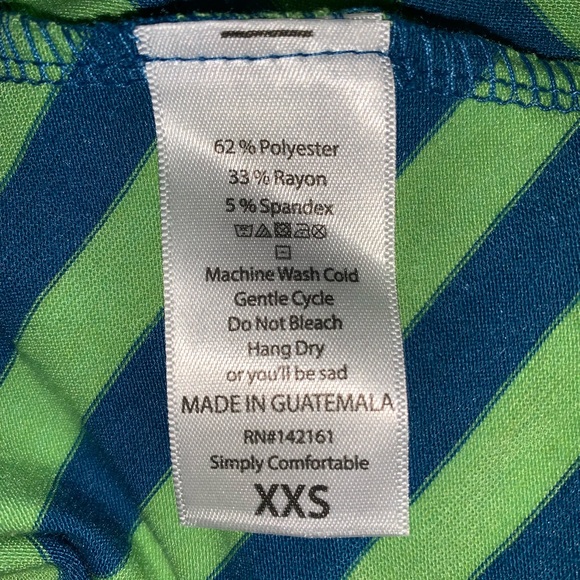 62 % Polyester
33 % Rayon
5 % Spandex
Machine Wash Cold
Gentle Cycle
Do Not Bleach
Hang Dry
or you'll be sad
MADE IN GUATEMALA
RN#142161
Simply Comfortable
XXS